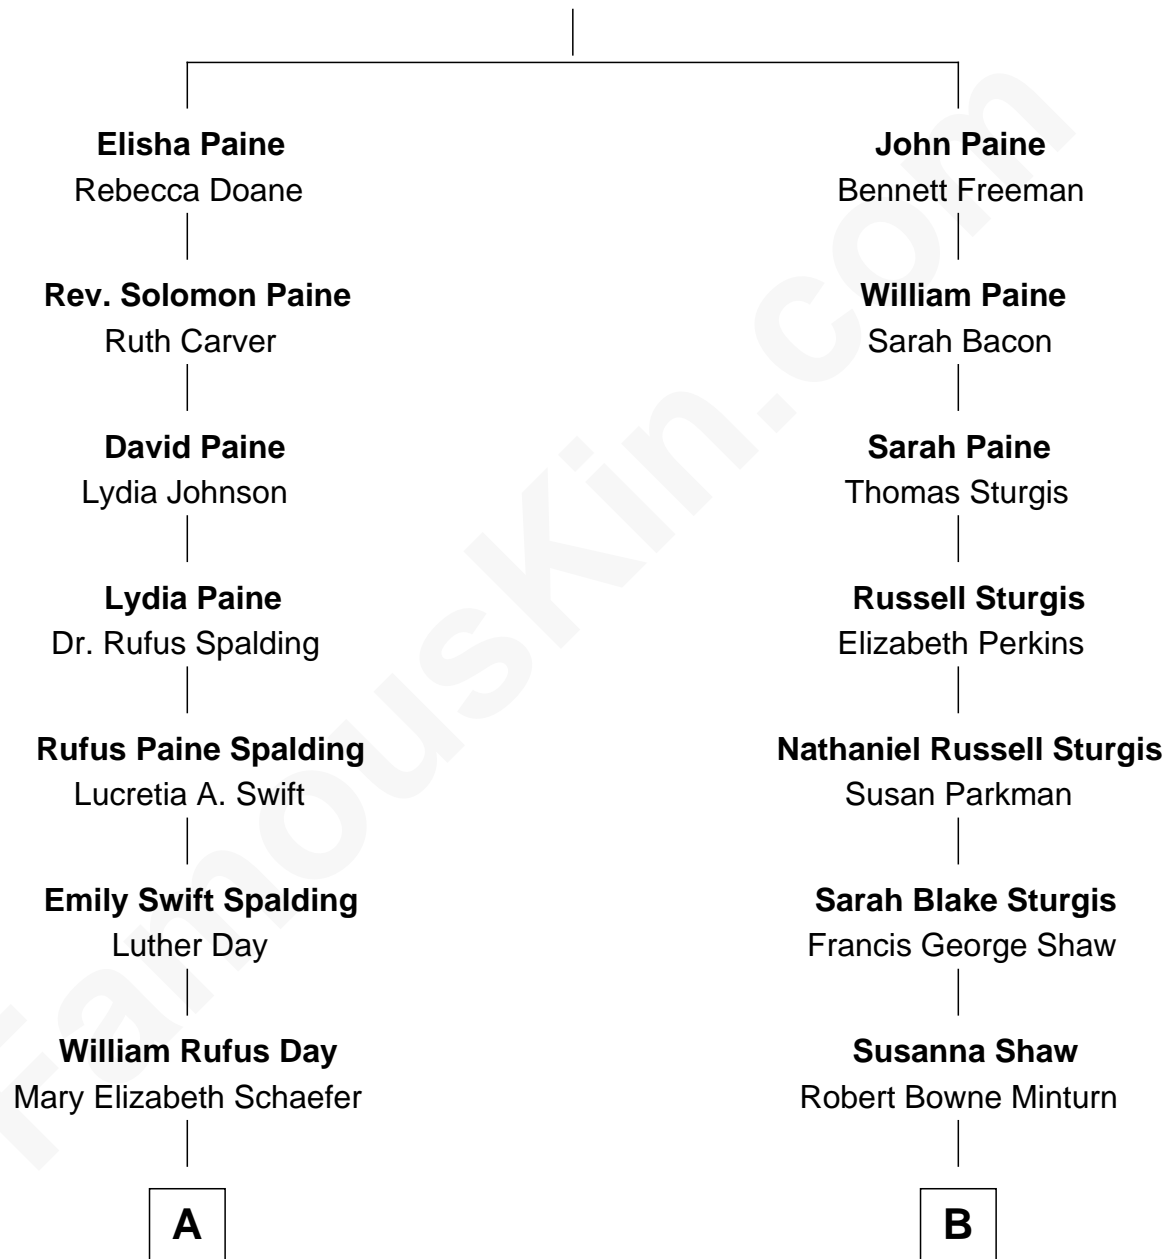 Elisha Paine
Rebecca Doane
Rev. Solomon Paine
Ruth Carver
David Paine
Lydia Johnson
Lydia Paine
Dr. Rufus Spalding
Rufus Paine Spalding
Lucretia A. Swift
Emily Swift Spalding
Luther Day
William Rufus Day
Mary Elizabeth Schaefer
A
John Paine
Bennett Freeman
William Paine
Sarah Bacon
Sarah Paine
Thomas Sturgis
Russell Sturgis
Elizabeth Perkins
Nathaniel Russell Sturgis
Susan Parkman
Sarah Blake Sturgis
Francis George Shaw
Susanna Shaw
Robert Bowne Minturn
B
FamousKin.com